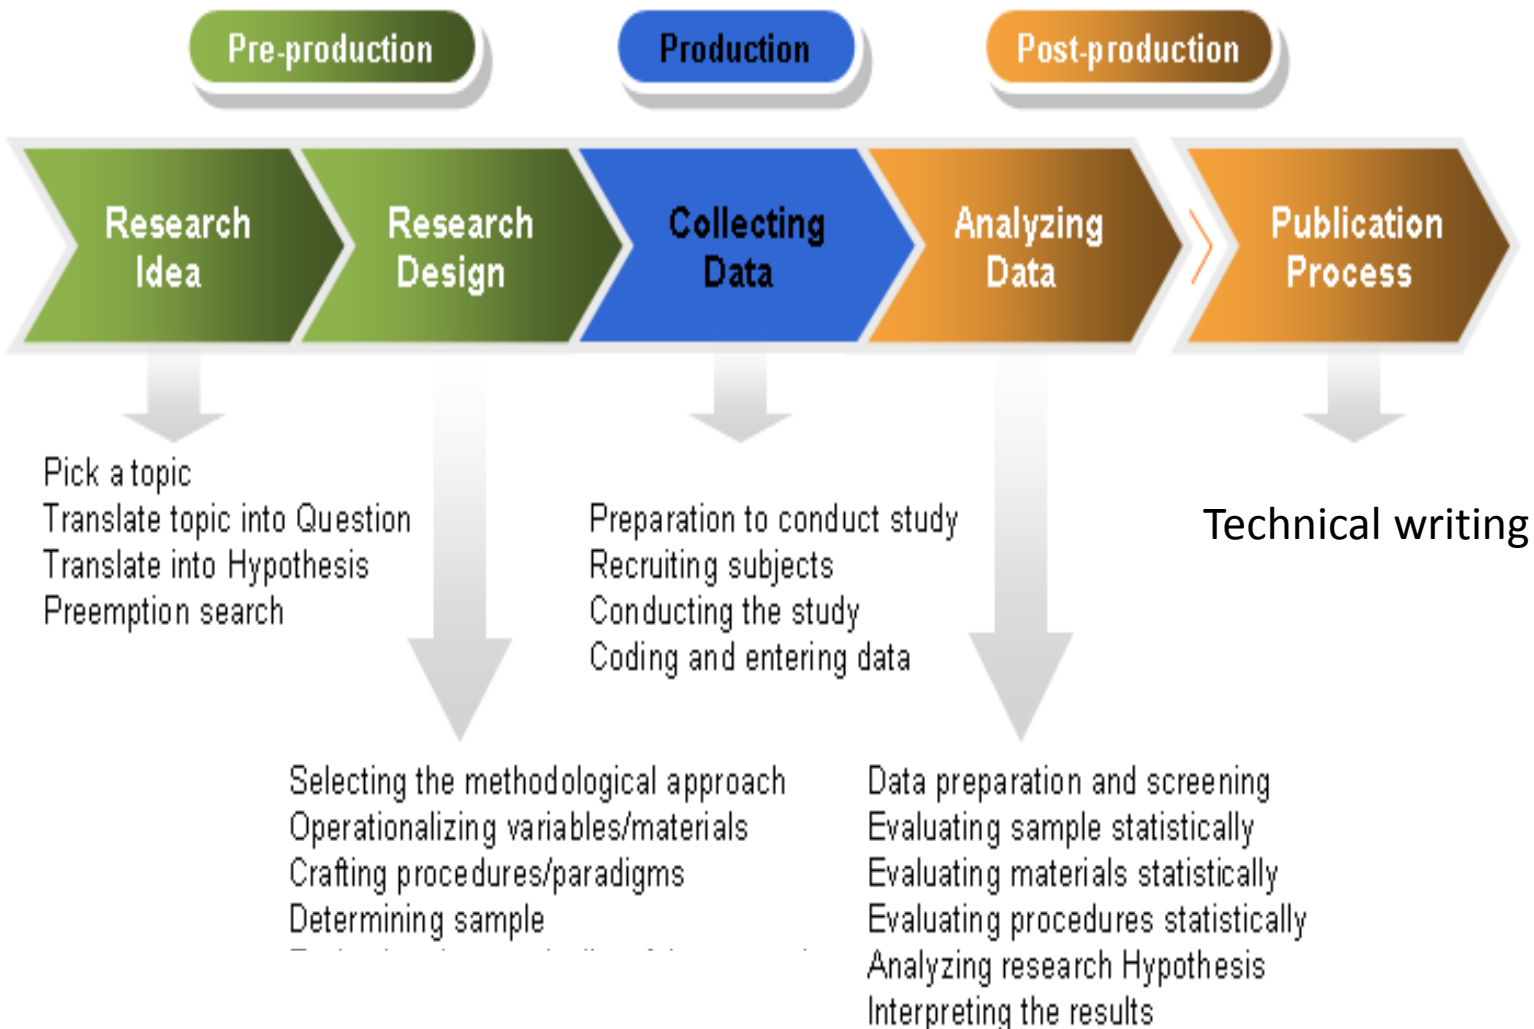 Pre-production
Production
Post-production
Research
Idea
Research
Design
Collecting
Data
Analyzing
Data
Publication
Process
Pick a topic
Translate topic into Question
Translate into Hypothesis
Preemption search
Preparation to conduct study
Recruiting subjects
Conducting the study
Coding and entering data
Technical writing
Selecting the methodological approach
Operationalizing variables/materials
Crafting procedures/paradigms
Determining sample
Data preparation and screening
Evaluating sample statistically
Evaluating materials statistically
Evaluating procedures statistically
Analyzing research Hypothesis
Interpreting the results